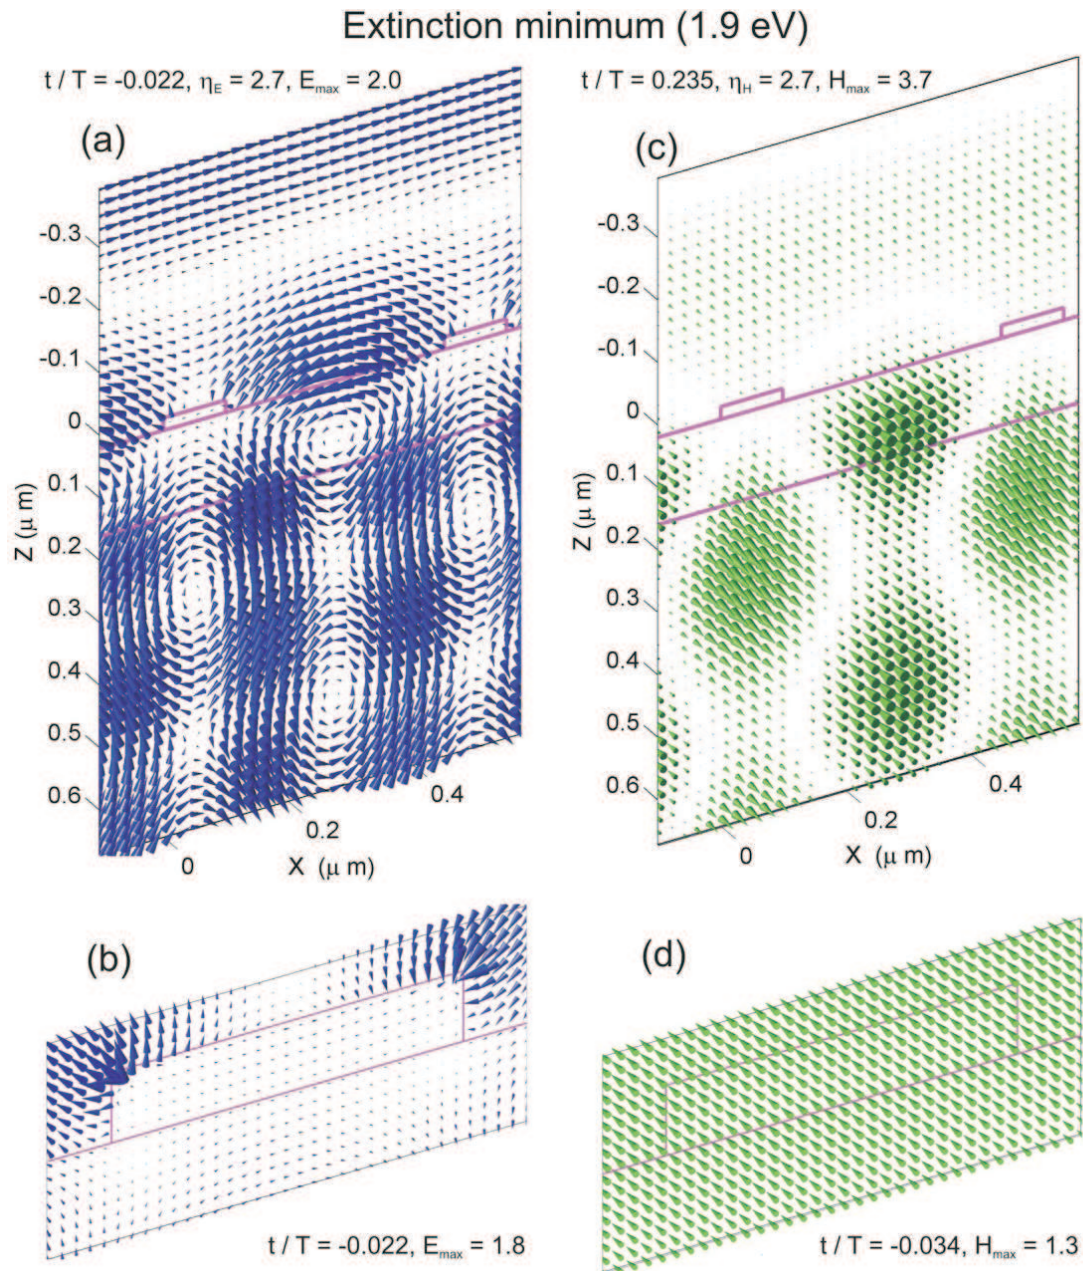 Extinction minimum (1.9 eV)
t / T = -0.022, η_E = 2.7, E_max = 2.0
t / T = 0.235, η_H = 2.7, H_max = 3.7
(a)
(c)
-0.3
-0.2
-0.1
0
0.1
0.2
0.3
0.4
0.5
0.6
Z (μ m)
0
0.2
0.4
X (μ m)
-0.3
-0.2
-0.1
0
0.1
0.2
0.3
0.4
0.5
0.6
Z (μ m)
0
0.2
0.4
X (μ m)
(b)
(d)
t / T = -0.022, E_max = 1.8
t / T = -0.034, H_max = 1.3